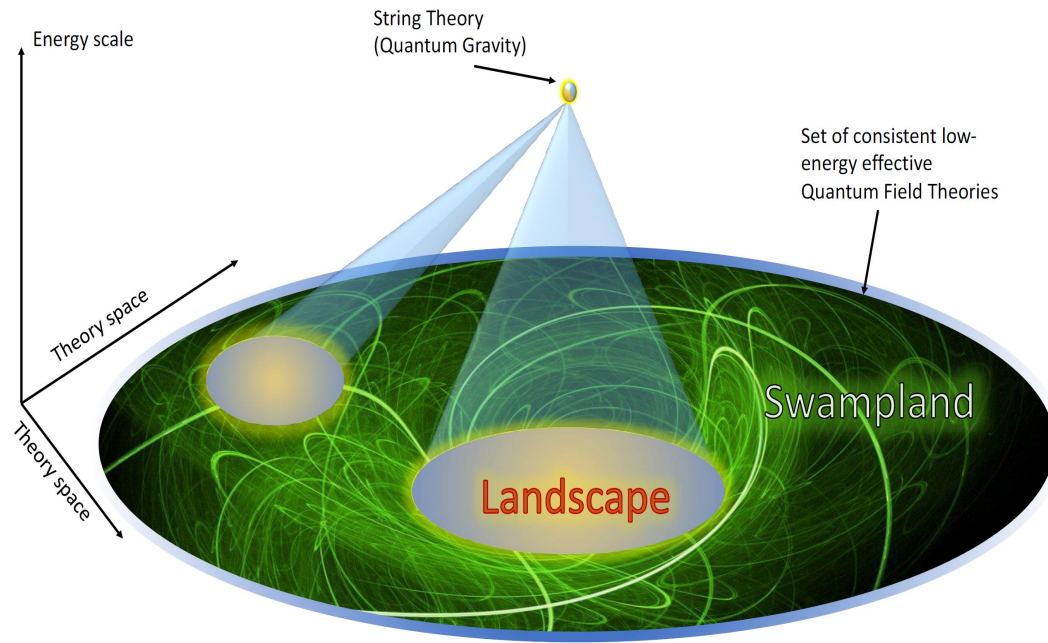 String Theory
(Quantum Gravity)
Energy scale
Set of consistent low-
energy effective
Quantum Field Theories
Theory space
Swampland
Theory space
Landscape